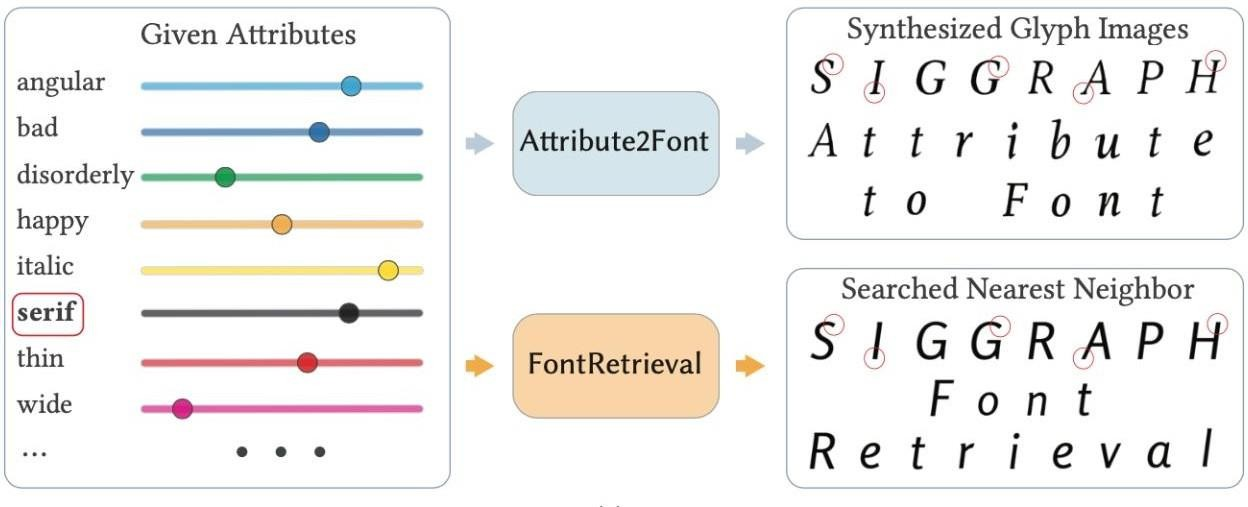 Given Attributes
angular
bad
disorderly
happy
italic
serif
thin
wide
...
Attribute2Font
FontRetrieval
Synthesized Glyph Images
S I G G R A P H
A t t r i b u t e
t o F o n t
Searched Nearest Neighbor
S I G G R A P H
F o n t
R e t r i e v a l